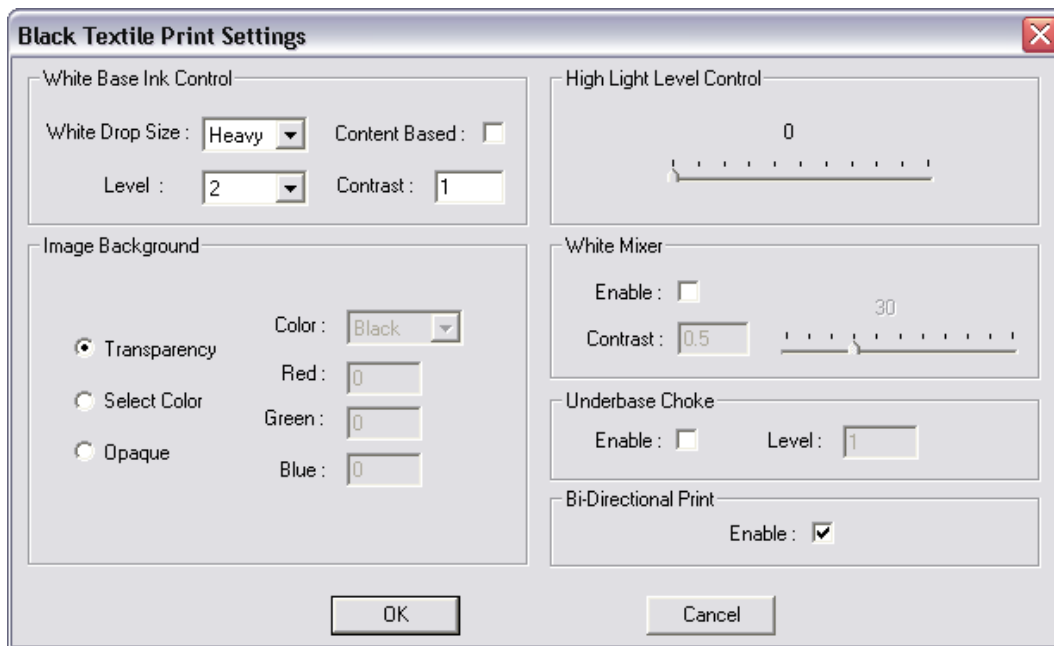 Black Textile Print Settings
White Base Ink Control
White Drop Size : Heavy Content Based :
Level : 2 Contrast : 1
High Light Level Control
0
Image Background
Transparency
Select Color
Opaque
Color : Black
Red : 0
Green : 0
Blue : 0
White Mixer
Enable :
Contrast : 0.5
30
Underbase Choke
Enable : Level : 1
Bi-Directional Print
Enable :
OK Cancel